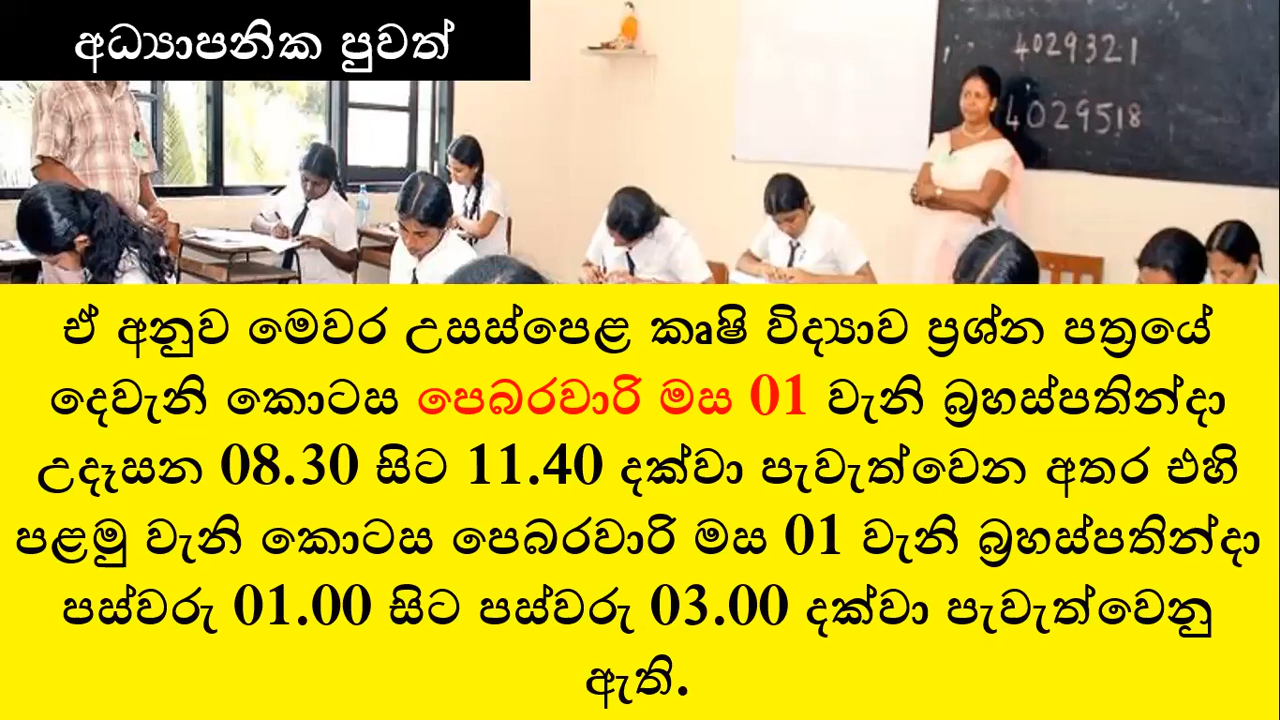 අධ්‍යාපනික පුවත්
4029321
4029518
ඒ අනුව මෙවර උසස්පෙළ කෘෂි විද්‍යාව ප්‍රශ්න පත්‍රයේ
දෙවැනි කොටස පෙබරවාරි මස 01 වැනි බ්‍රහස්පතින්දා
උදෑසන 08.30 සිට 11.40 දක්වා පැවැත්වෙන අතර එහි
පළමු වැනි කොටස පෙබරවාරි මස 01 වැනි බ්‍රහස්පතින්දා
පස්වරු 01.00 සිට පස්වරු 03.00 දක්වා පැවැත්වෙනු
ඇති.